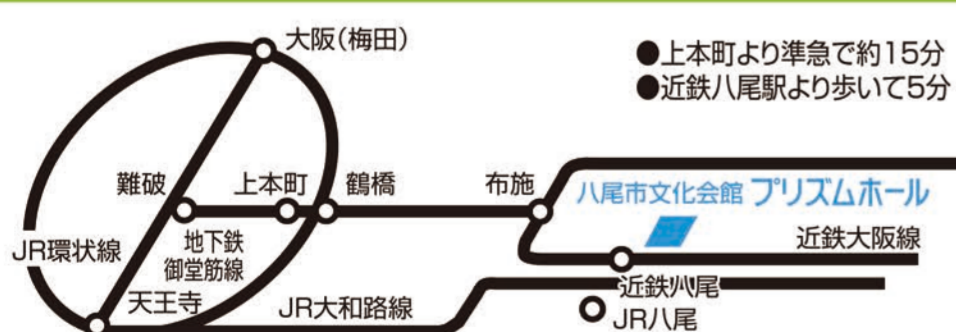 大阪(梅田)
●上本町より準急で約15分
●近鉄八尾駅より歩いて5分
難破
上本町
鶴橋
布施
八尾市文化会館 プリズムホール
JR環状線
地下鉄
御堂筋線
近鉄大阪線
天王寺
JR大和路線
近鉄八尾
JR八尾